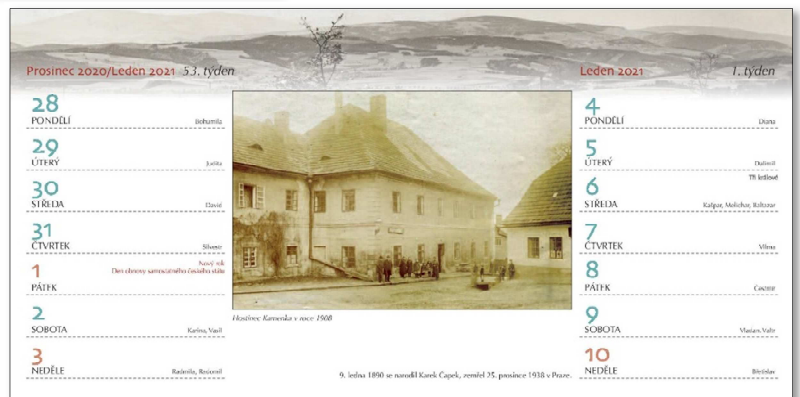 Prosinec 2020/Leden 2021 53. týden
28
PONDĚLÍ Bohumila
29
ÚTERÝ Judita
30
STŘEDA David
31
ČTVRTEK Silvestr
Nový rok
Den obnovy samostatného českého státu
1
PÁTEK
2
SOBOTA Karina, Vasil
3
NEDĚLE Radmila, Radomil
Hostinec Kamenka v roce 1908
9. ledna 1890 se narodil Karek Čapek, zemřel 25. prosince 1938 v Praze.
Leden 2021 1. týden
4
PONDĚLÍ Diana
5
ÚTERÝ Dalimil
Tři králové
6
STŘEDA Kašpar, Melichar, Baltazar
7
ČTVRTEK Vilma
8
PÁTEK Čestmír
9
SOBOTA Vladan, Valtr
10
NEDĚLE Břetislav